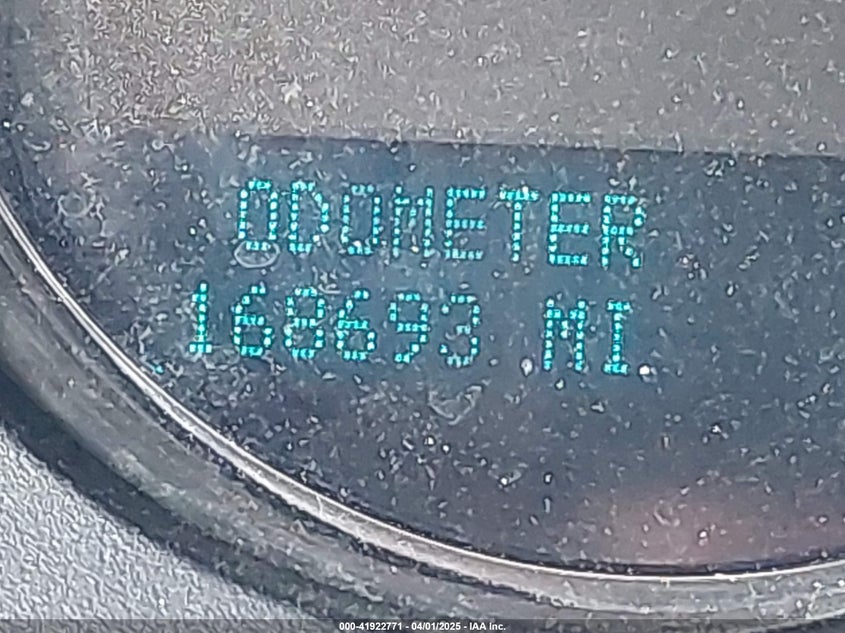 ODOMETER
168693 MI
000-41922771 - 04/01/2025 - IAA Inc.